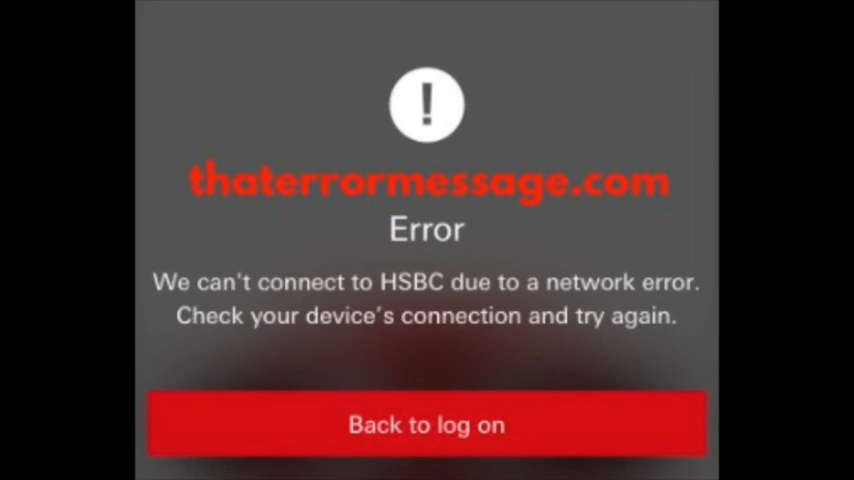 !
thaterrormessage.com
Error
We can't connect to HSBC due to a network error.
Check your device's connection and try again.
Back to log on